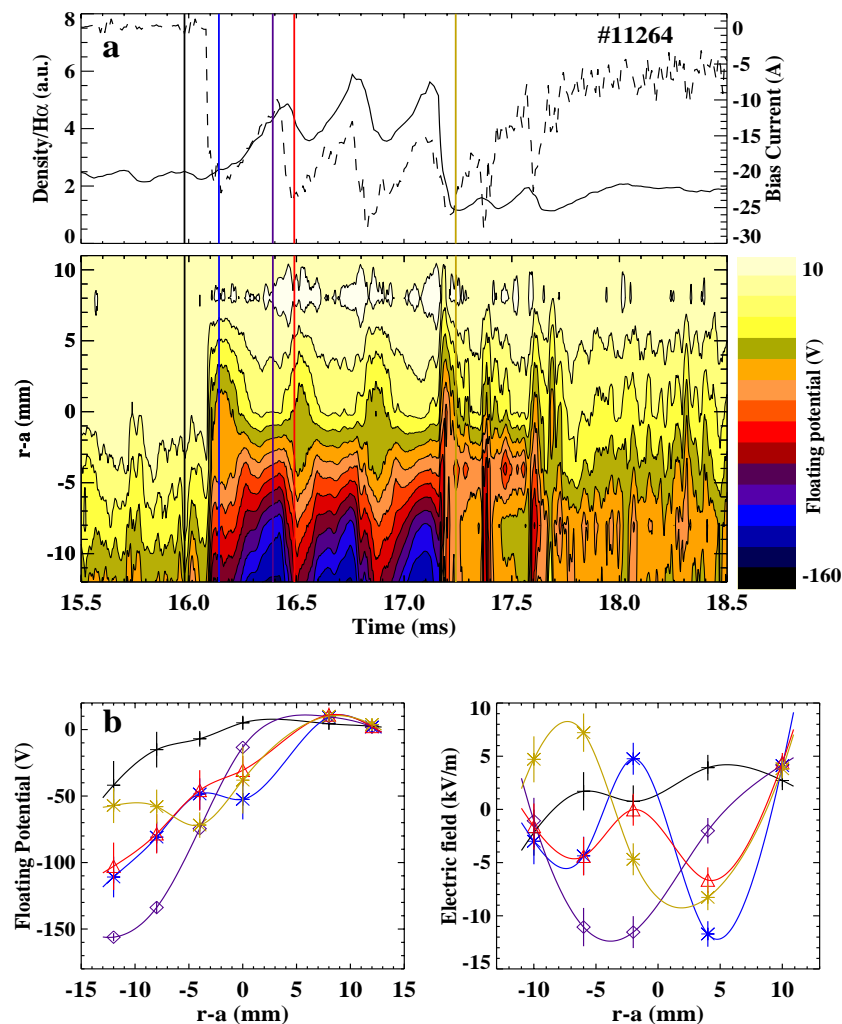 a
#11264
8
6
4
2
0
Density/Hα (a.u.)
0
-5
-10
-15
-20
-25
-30
Bias Current (A)
10
5
0
-5
-10
r-a (mm)
15.5 16.0 16.5 17.0 17.5 18.0 18.5
Time (ms)
10
-160
Floating potential (V)
b
0
-50
-100
-150
Floating Potential (V)
-15 -10 -5 0 5 10 15
r-a (mm)
10
5
0
-5
-10
-15
Electric field (kV/m)
-10 -5 0 5 10
r-a (mm)